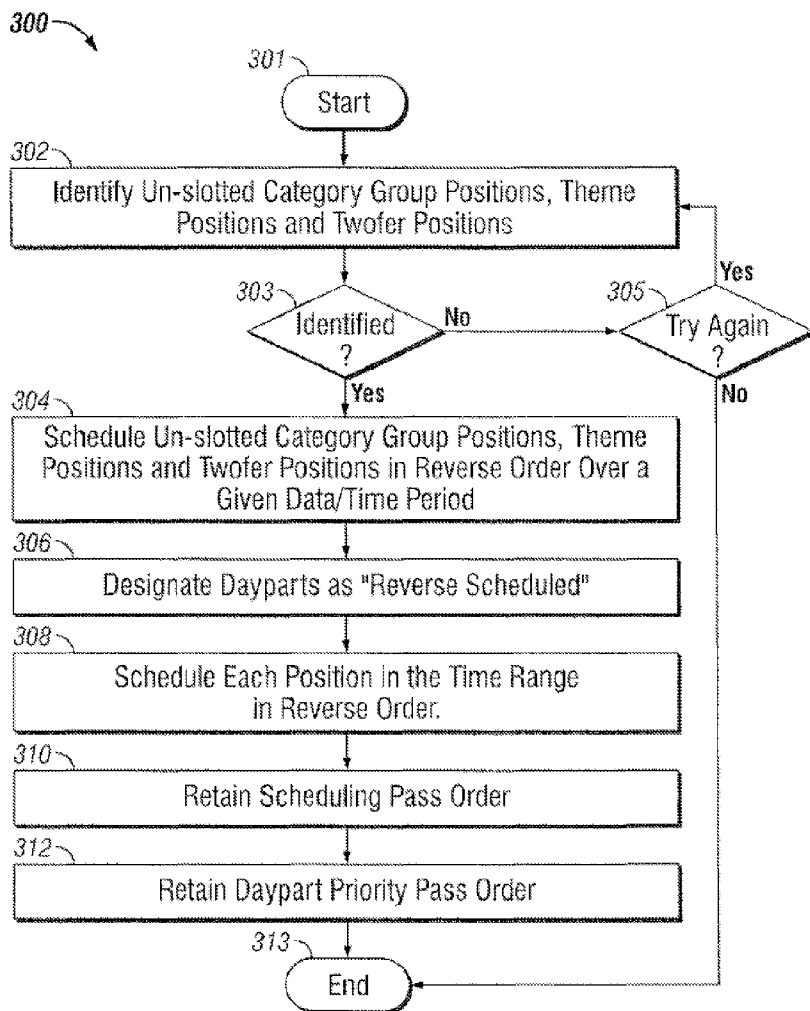 300
301
Start
302
Identify Un-slotted Category Group Positions, Theme
Positions and Twofer Positions
303
Identified
?
No
Yes
305
Try Again
?
Yes
No
304
Schedule Un-slotted Category Group Positions, Theme
Positions and Twofer Positions in Reverse Order Over a
Given Data/Time Period
306
Designate Dayparts as "Reverse Scheduled"
308
Schedule Each Position in the Time Range
in Reverse Order.
310
Retain Scheduling Pass Order
312
Retain Daypart Priority Pass Order
313
End